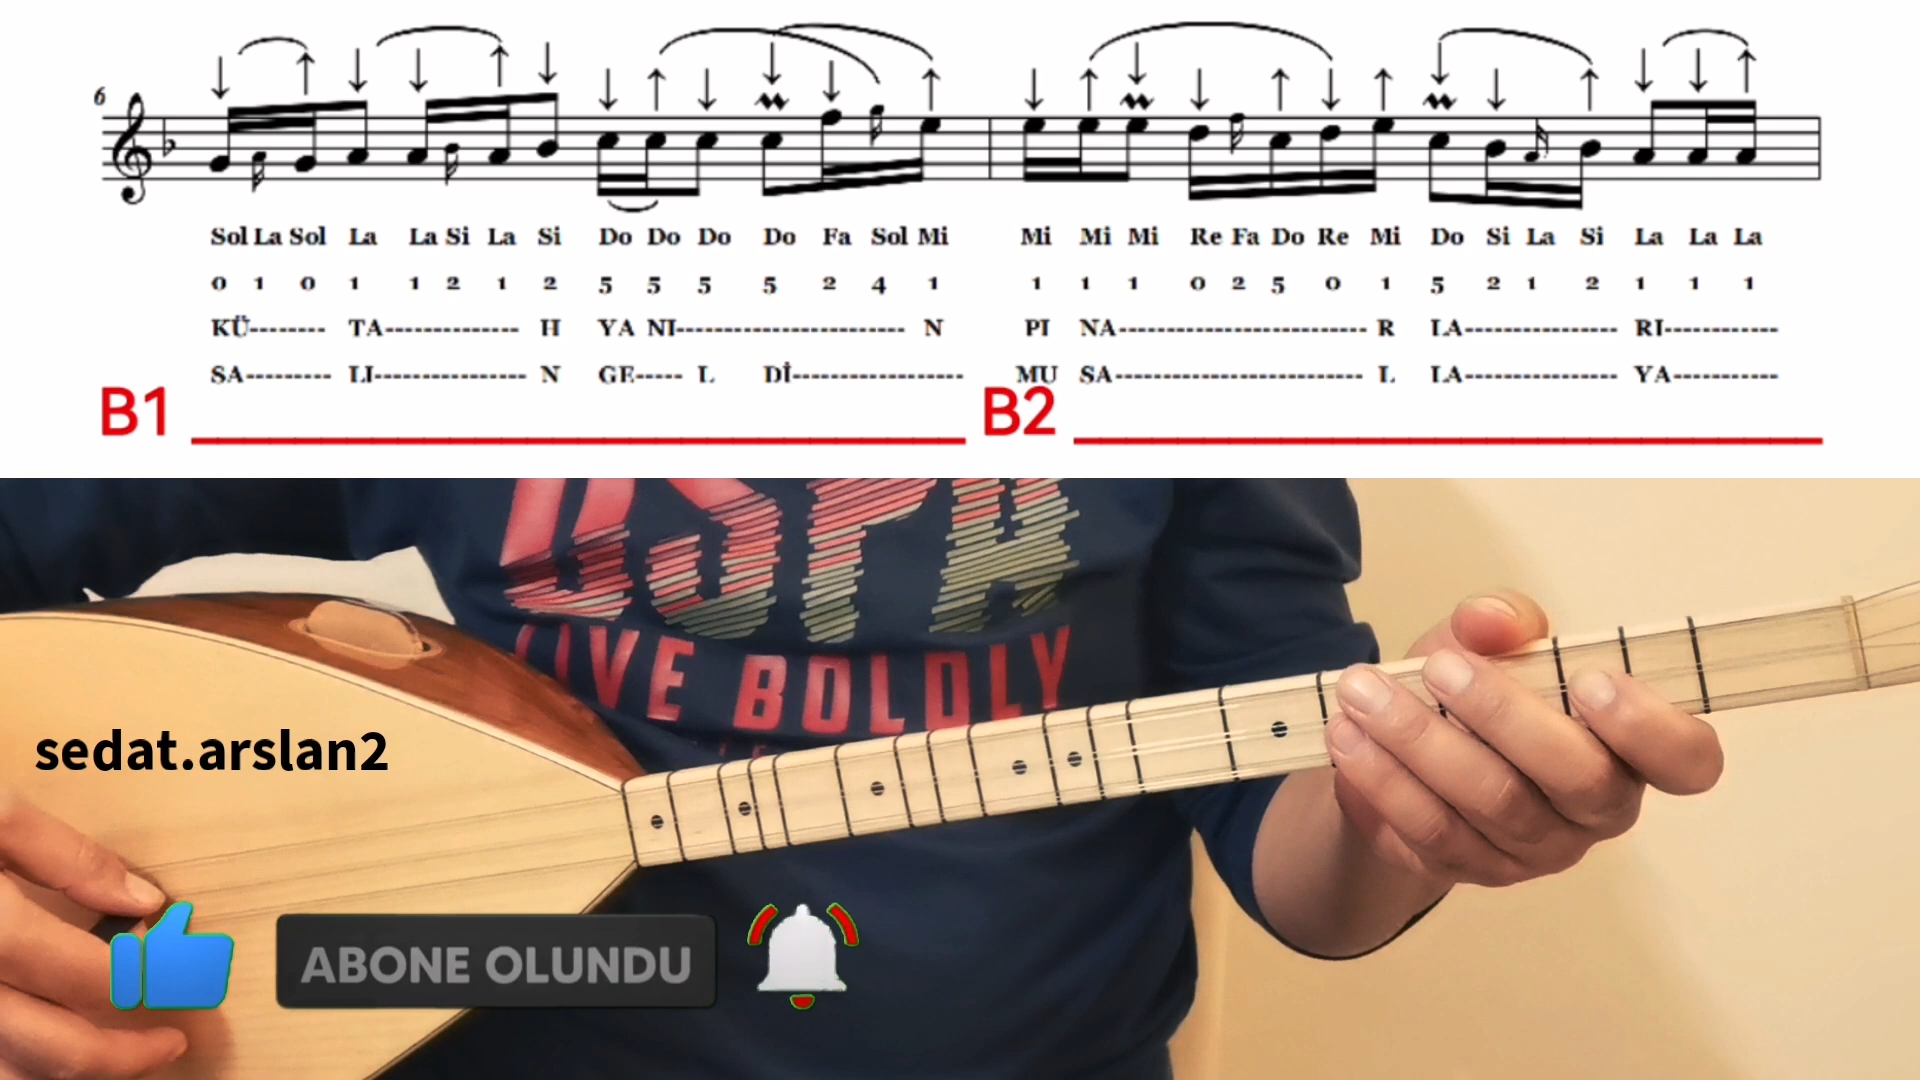 6
Sol La Sol La La Si La Si Do Do Do Do Fa Sol Mi Mi Mi Mi Re Fa Do Re Mi Do Si La Si La La La
0 1 0 1 1 2 1 2 5 5 5 5 2 4 1 1 1 1 0 2 5 0 1 5 2 1 2 1 1 1
KÜ-------- TA-------------- H YA NI------------------------ N PI NA-------------------------- R LA---------------- RI------------
SA--------- LI---------------- N GE----- L Dİ------------------ MU SA-------------------------- L LA---------------- YA-----------
B1 B2
USPA
LIVE BOLDLY
sedat.arslan2
ABONE OLUNDU